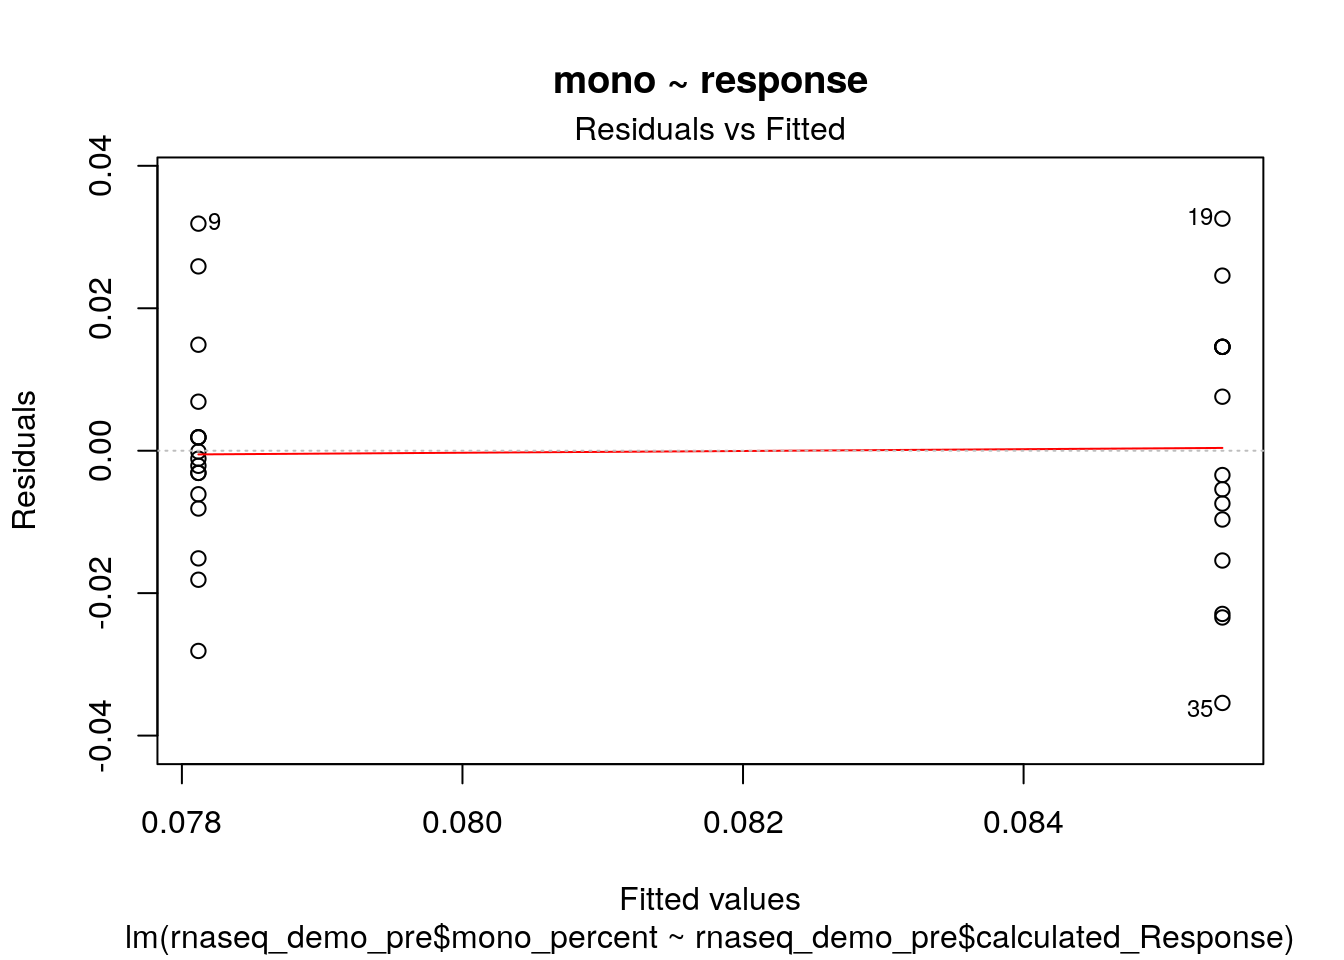 mono ~ response
Residuals vs Fitted
0.04
0.02
0.00
-0.02
-0.04
Residuals
9
19
35
0.078
0.080
0.082
0.084
Fitted values
lm(rnaseq_demo_pre$mono_percent ~ rnaseq_demo_pre$calculated_Response)